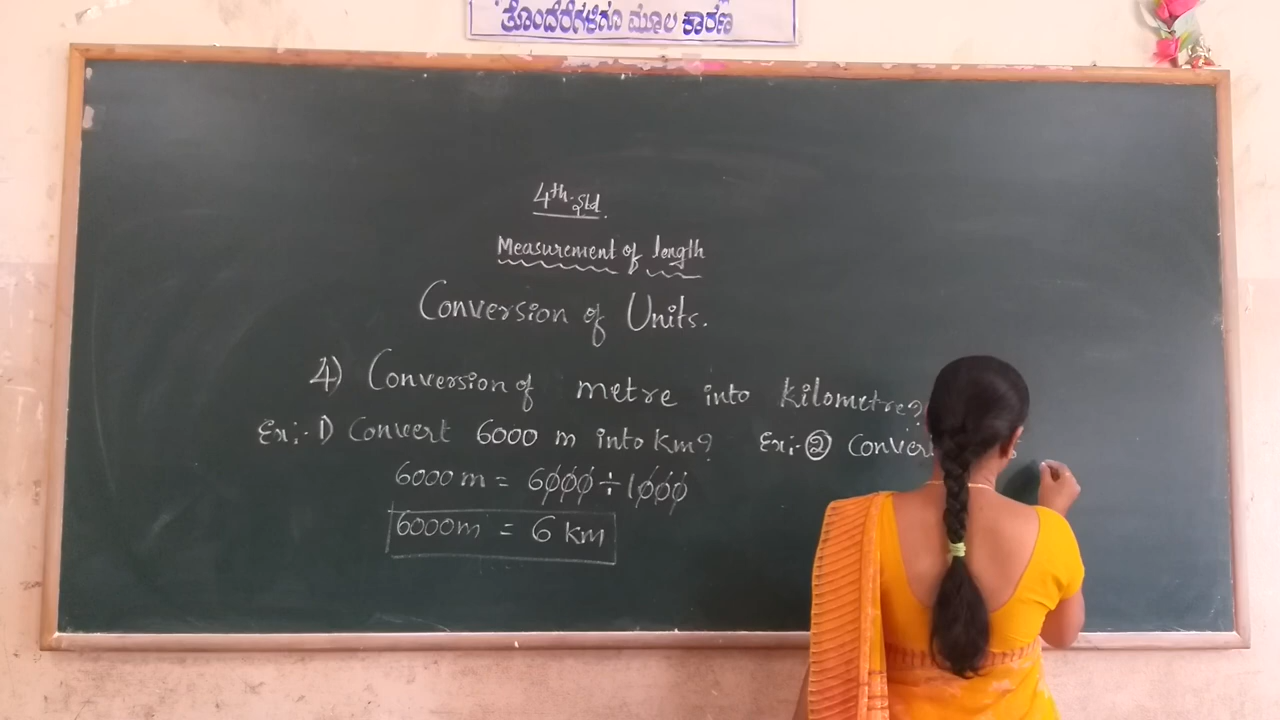 ತೊಂದರೆಗಳಿಗೂ ಮೂಲ ಕಾರಣ
4th Std.
Measurement of length
Conversion of Units.
4) Conversion of metre into kilometre?
Ex:- 1) Convert 6000 m into km? Ex:- ② Convert
6000 m = 6000 ÷ 1000
6000m = 6 km